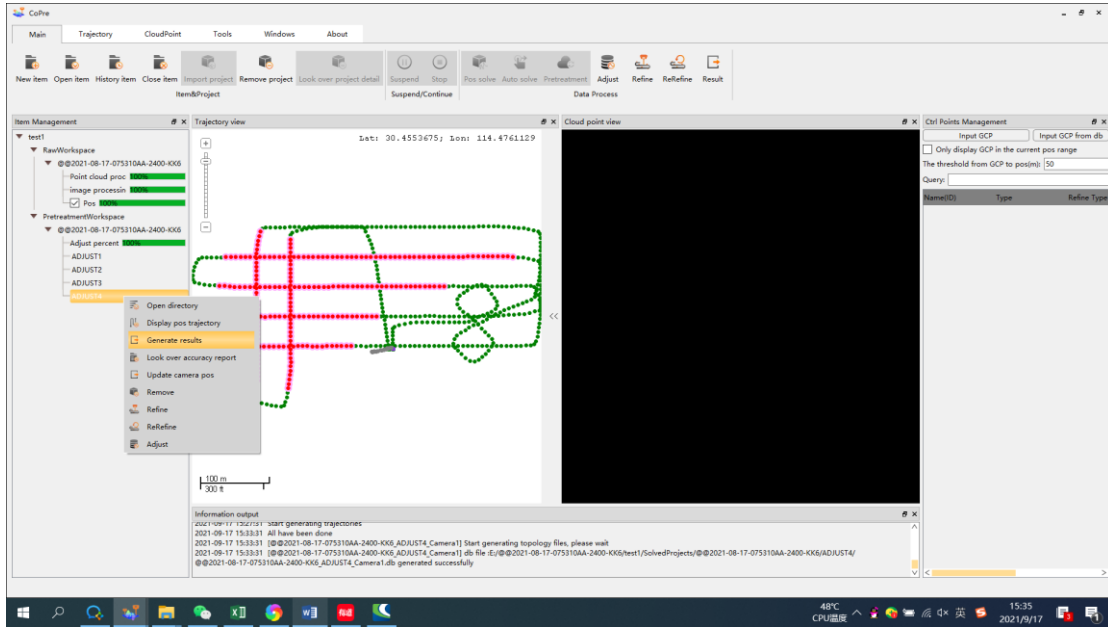 CoPre
Main Trajectory CloudPoint Tools Windows About
New item Open item History item Close item Import project Remove project Look over project detail Suspend Stop Pos solve Auto solve Pretreatment Adjust Refine ReRefine Result
Item&Project Suspend/Continue Data Process
Item Management
test1
RawWorkspace
@@2021-08-17-075310AA-2400-KK6
Point cloud proc 100%
image processin 100%
Pos 100%
PretreatmentWorkspace
@@2021-08-17-075310AA-2400-KK6
Adjust percent 100%
ADJUST1
ADJUST2
ADJUST3
ADJUST4
Open directory
Display pos trajectory
Generate results
Look over accuracy report
Update camera pos
Remove
Refine
ReRefine
Adjust
Trajectory view
Lat: 30.4553675; Lon: 114.4761129
100 m
300 ft
Cloud point view
Ctrl Points Management
Input GCP Input GCP from db
Only display GCP in the current pos range
The threshold from GCP to pos(m): 50
Query:
Name(ID) Type Refine Type
Information output
2021-09-17 15:27:31 Start generating trajectories
2021-09-17 15:33:31 All have been done
2021-09-17 15:33:31 [@@2021-08-17-075310AA-2400-KK6_ADJUST4_Camera1] Start generating topology files, please wait
2021-09-17 15:33:31 [@@2021-08-17-075310AA-2400-KK6_ADJUST4_Camera1] db file :E:/@@2021-08-17-075310AA-2400-KK6/test1/SolvedProjects/@@2021-08-17-075310AA-2400-KK6/ADJUST4/
@@2021-08-17-075310AA-2400-KK6_ADJUST4_Camera1.db generated successfully
48°C
CPU温度
英
15:35
2021/9/17